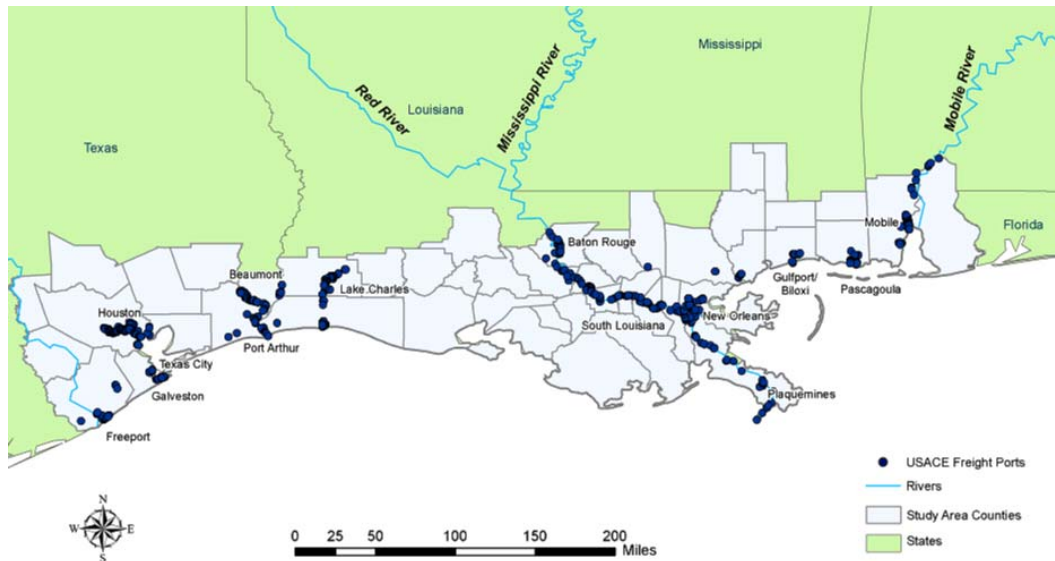 Mississippi
Mississippi River
Mobile River
Red River
Louisiana
Texas
Florida
Mobile
Baton Rouge
Beaumont
Lake Charles
Gulfport/
Biloxi
Pascagoula
Houston
New Orleans
South Louisiana
Port Arthur
Texas City
Galveston
Plaquemines
Freeport
USACE Freight Ports
Rivers
Study Area Counties
States
N
W E
S
0 50 100 150 200
Miles